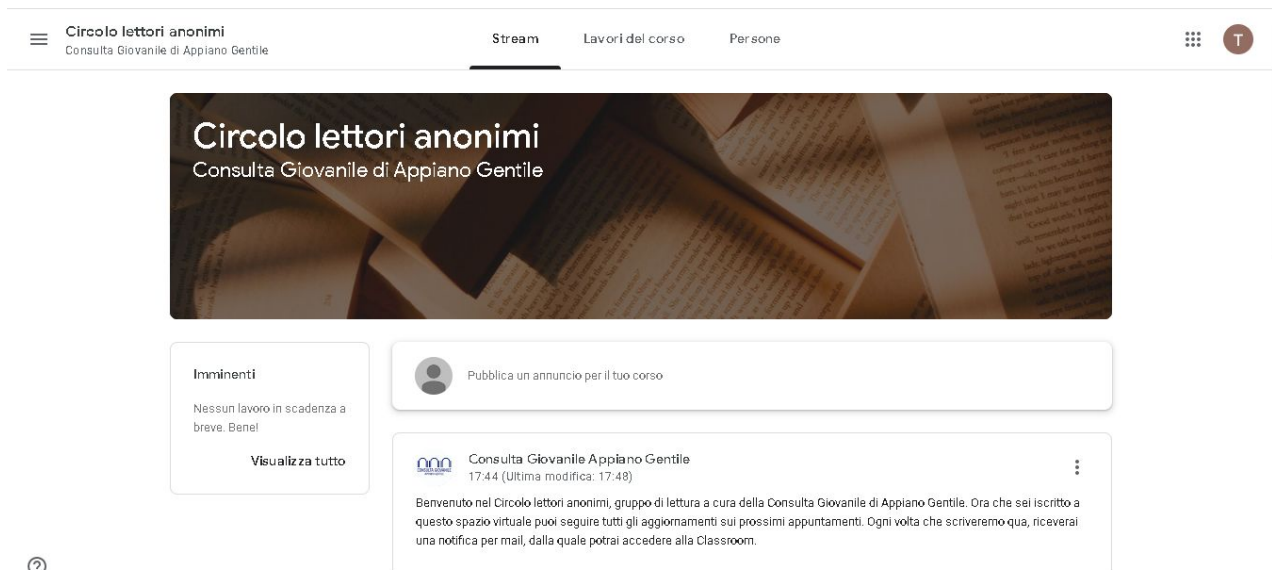 Circolo lettori anonimi
Consulta Giovanile di Appiano Gentile
Stream
Lavori del corso
Persone
T
Circolo lettori anonimi
Consulta Giovanile di Appiano Gentile
Imminenti
Nessun lavoro in scadenza a
breve. Bene!
Visualizza tutto
Pubblica un annuncio per il tuo corso
Consulta Giovanile Appiano Gentile
17:44 (Ultima modifica: 17:48)
Benvenuto nel Circolo lettori anonimi, gruppo di lettura a cura della Consulta Giovanile di Appiano Gentile. Ora che sei iscritto a
questo spazio virtuale puoi seguire tutti gli aggiornamenti sui prossimi appuntamenti. Ogni volta che scriveremo qua, riceverai
una notifica per mail, dalla quale potrai accedere alla Classroom.